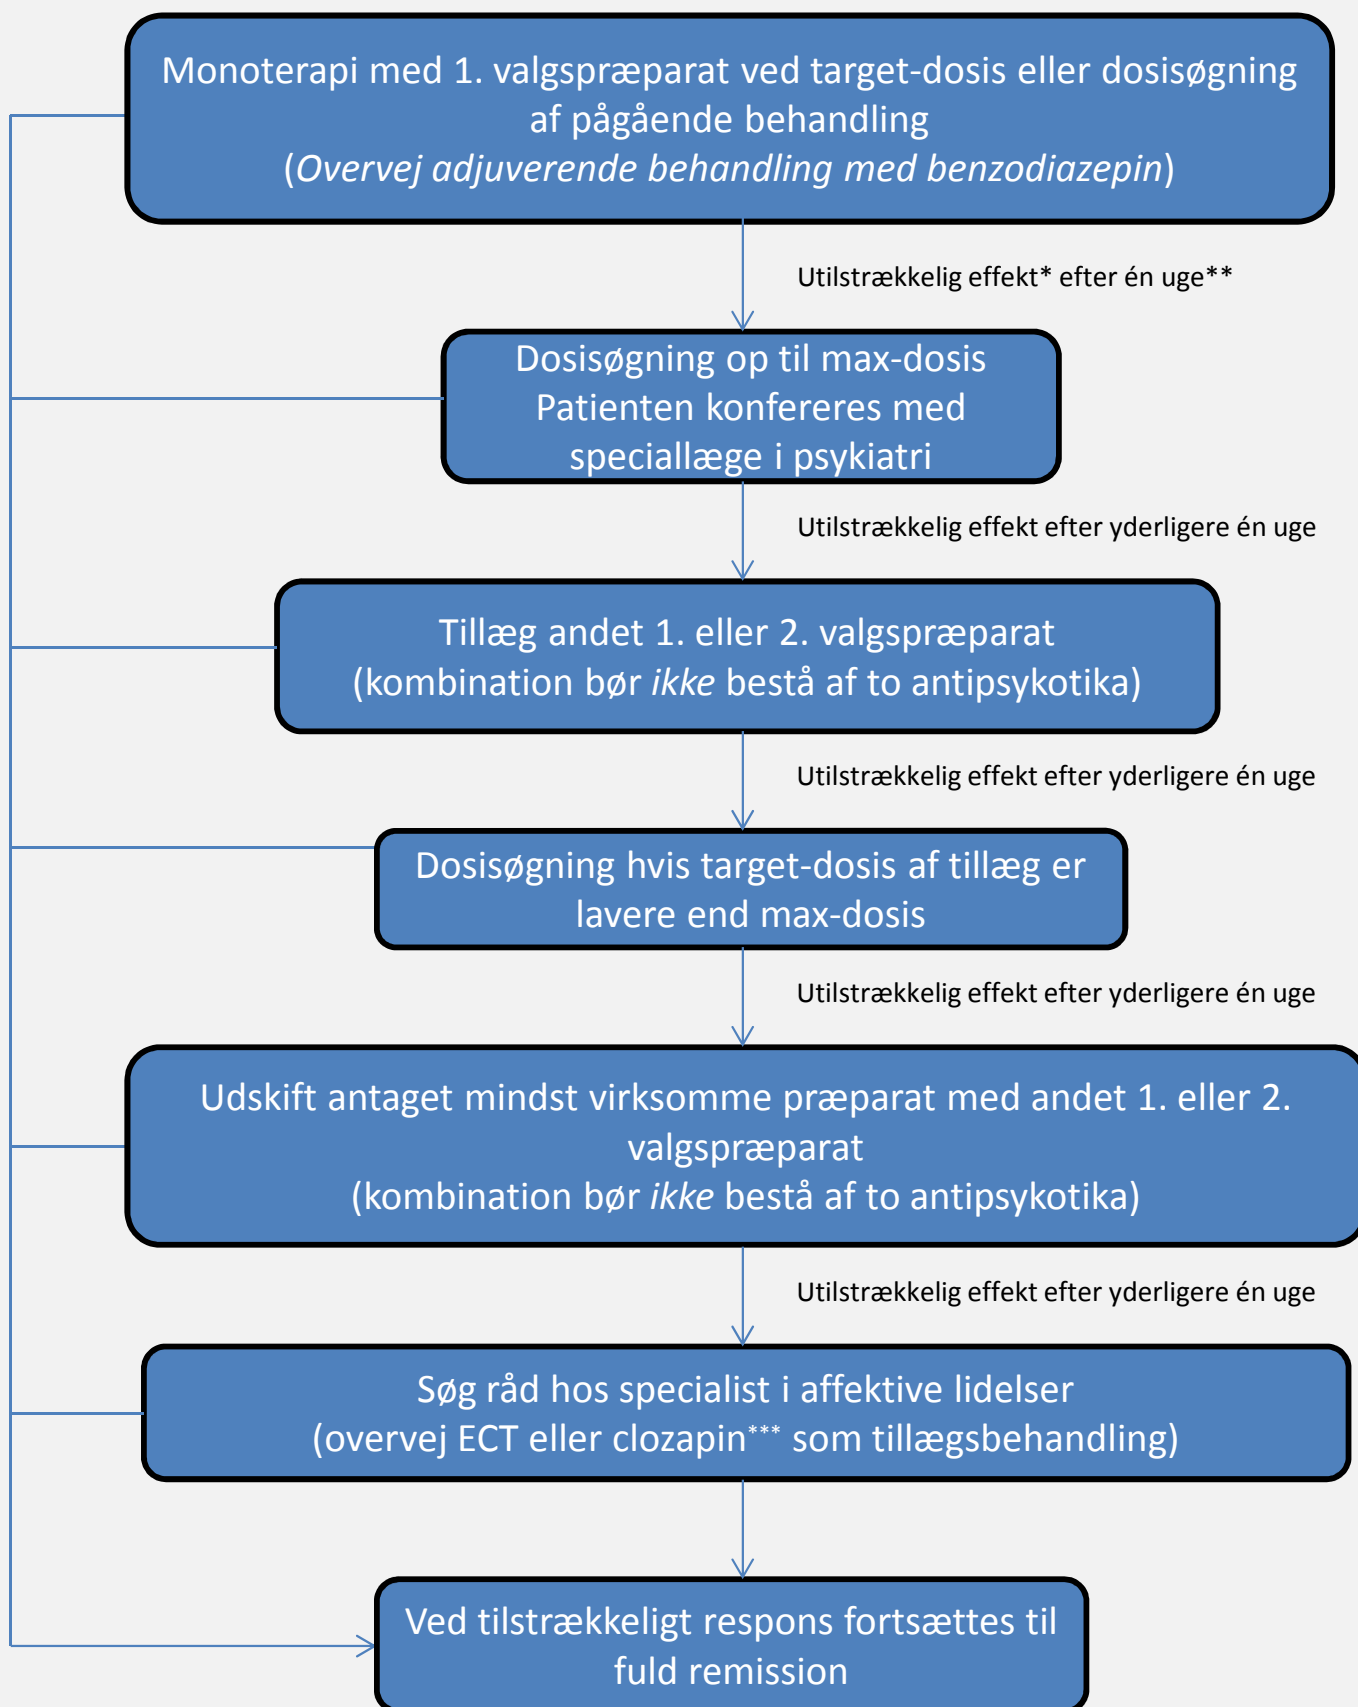 Monoterapi med 1. valgspræparat ved target-dosis eller dosisøgning
af pågående behandling
(Overvej adjuverende behandling med benzodiazepin)
Utilstrækkelig effekt* efter én uge**
Dosisøgning op til max-dosis
Patienten konfereres med
speciallæge i psykiatri
Utilstrækkelig effekt efter yderligere én uge
Tillæg andet 1. eller 2. valgspræparat
(kombination bør ikke bestå af to antipsykotika)
Utilstrækkelig effekt efter yderligere én uge
Dosisøgning hvis target-dosis af tillæg er
lavere end max-dosis
Utilstrækkelig effekt efter yderligere én uge
Udskift antaget mindst virksomme præparat med andet 1. eller 2.
valgspræparat
(kombination bør ikke bestå af to antipsykotika)
Utilstrækkelig effekt efter yderligere én uge
Søg råd hos specialist i affektive lidelser
(overvej ECT eller clozapin*** som tillægsbehandling)
Ved tilstrækkeligt respons fortsættes til
fuld remission